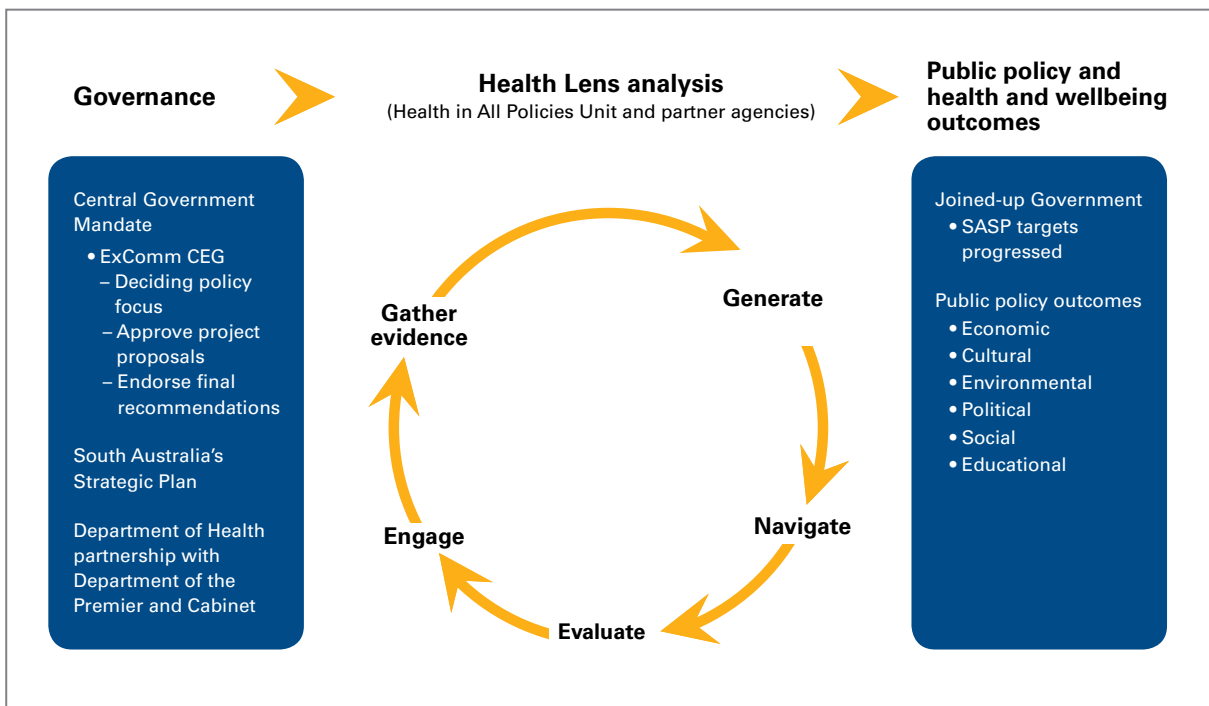 Governance
Health Lens analysis
(Health in All Policies Unit and partner agencies)
Public policy and
health and wellbeing
outcomes
Central Government
Mandate
• ExComm CEG
– Deciding policy
focus
– Approve project
proposals
– Endorse final
recommendations
South Australia’s
Strategic Plan
Department of Health
partnership with
Department of the
Premier and Cabinet
Gather
evidence
Generate
Navigate
Evaluate
Engage
Joined-up Government
• SASP targets
progressed
Public policy outcomes
• Economic
• Cultural
• Environmental
• Political
• Social
• Educational